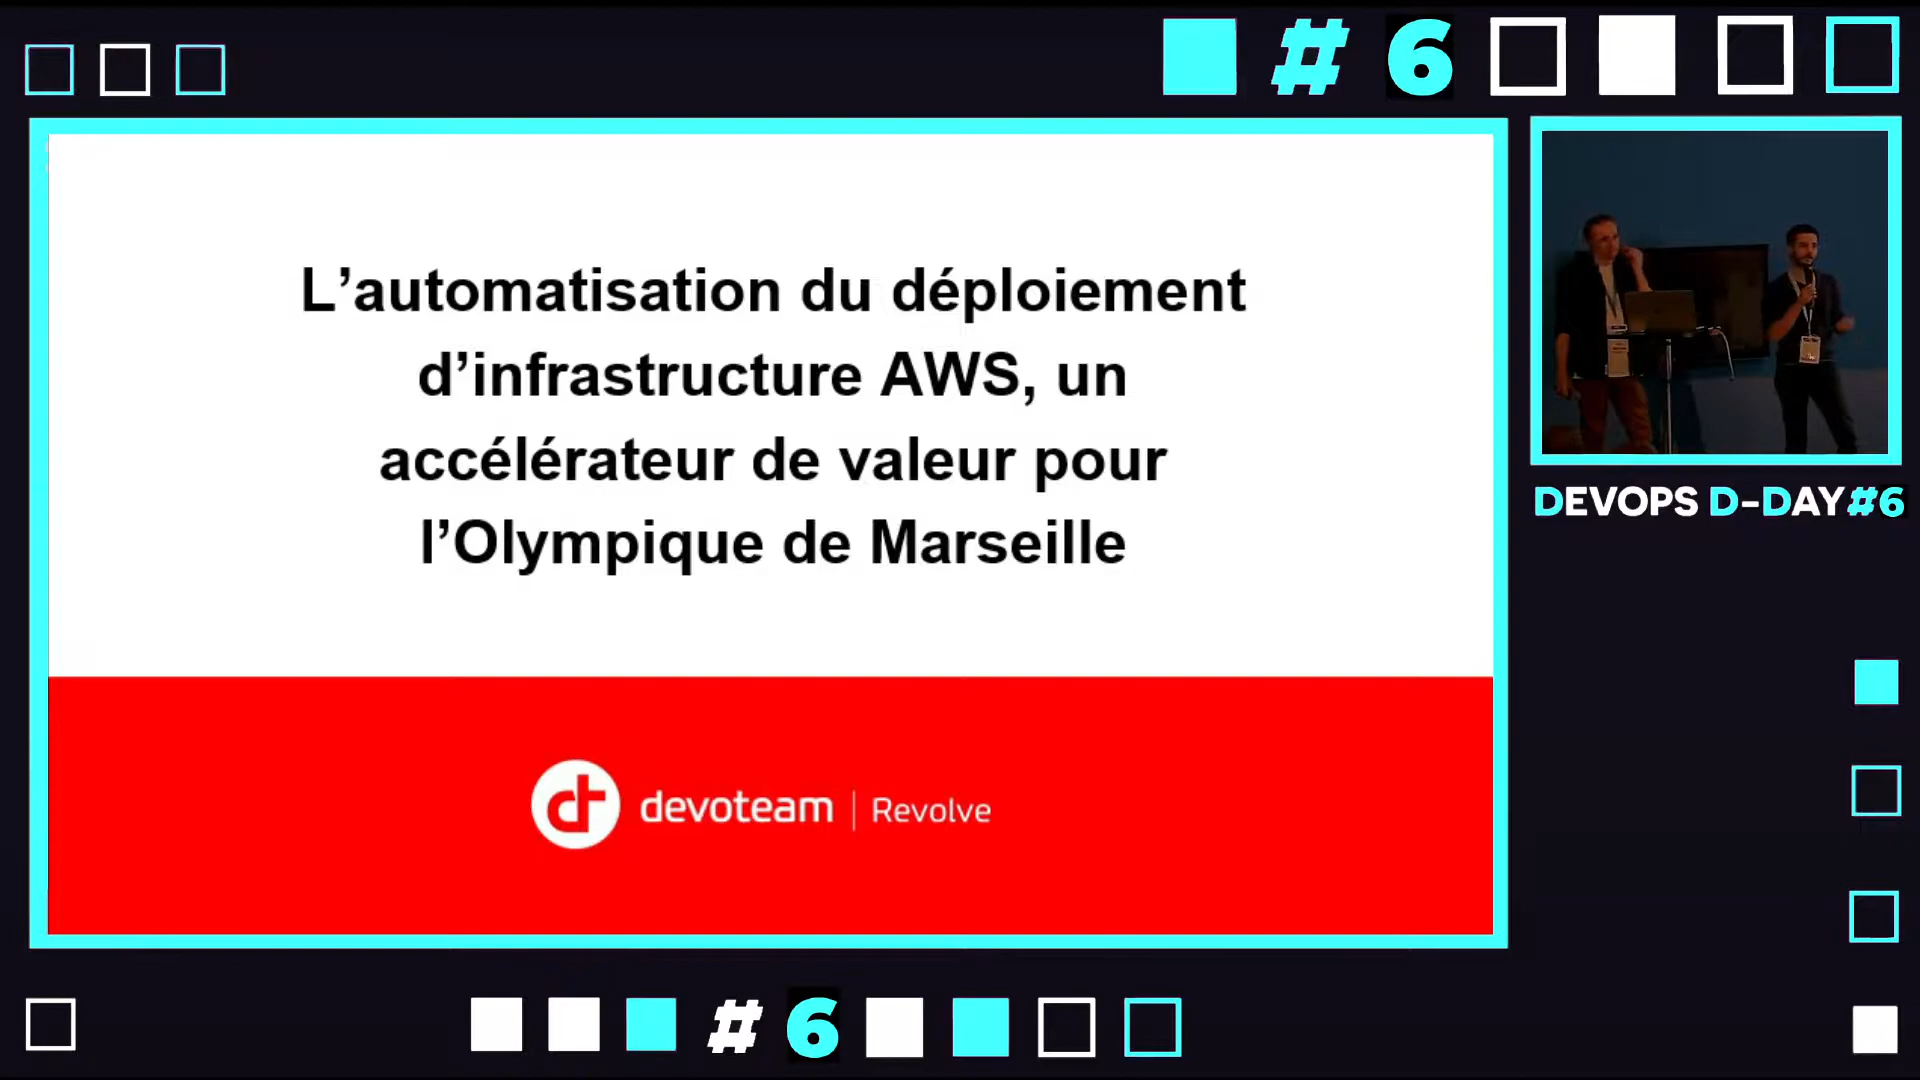 # 6
L’automatisation du déploiement
d’infrastructure AWS, un
accélérateur de valeur pour
l’Olympique de Marseille
devoteam | Revolve
DEVOPS D-DAY#6
# 6